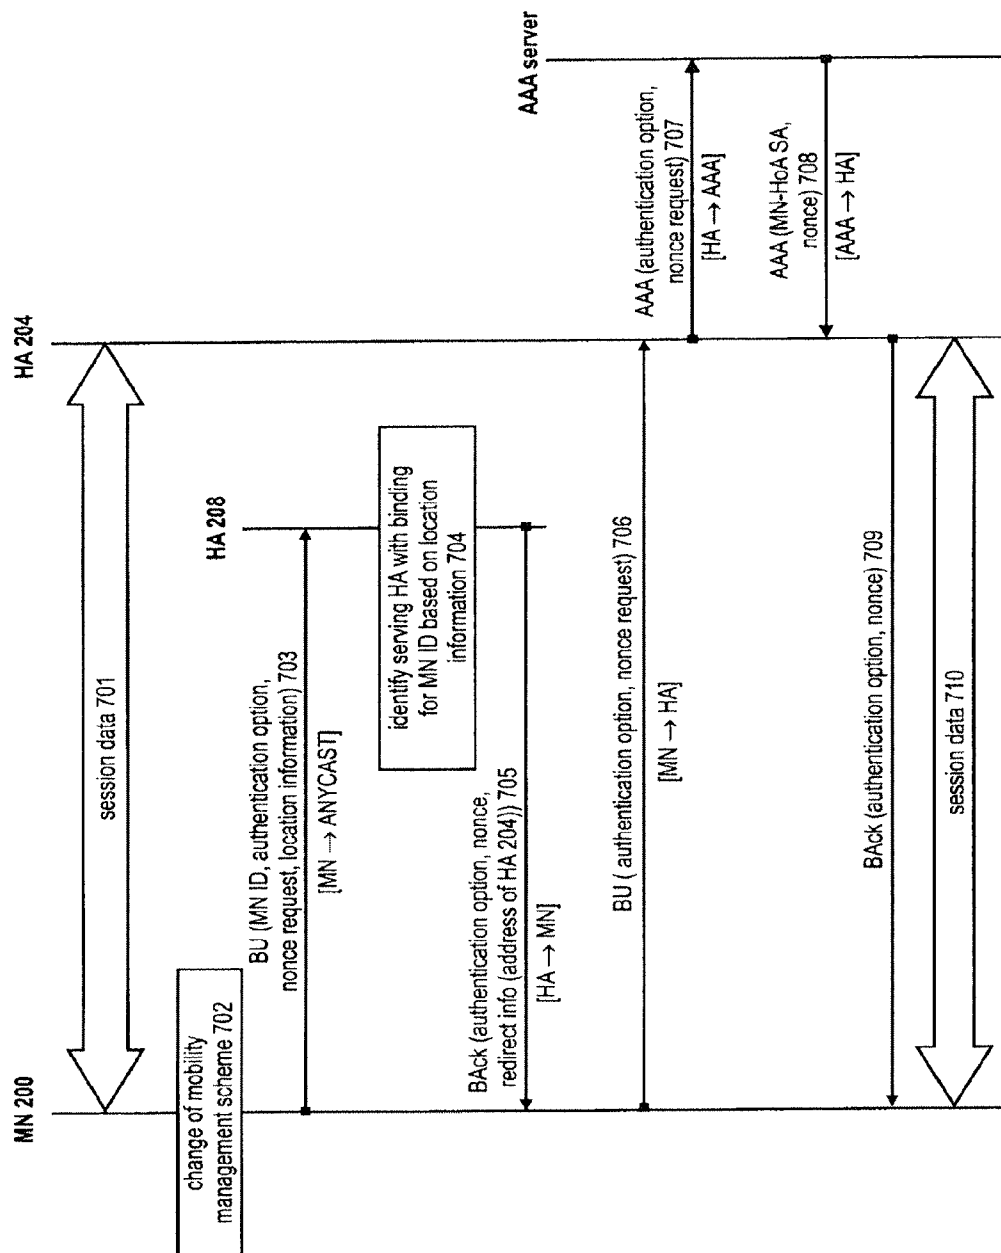 MN 200
HA 208
HA 204
AAA server
session data 701
change of mobility
management scheme 702
BU (MN ID, authentication option,
nonce request, location information) 703
[MN → ANYCAST]
identify serving HA with binding
for MN ID based on location
information 704
BAck (authentication option, nonce,
redirect info (address of HA 204)) 705
[HA → MN]
BU ( authentication option, nonce request) 706
[MN → HA]
AAA (authentication option,
nonce request) 707
[HA → AAA]
AAA (MN-HoA SA,
nonce) 708
[AAA → HA]
BAck (authentication option, nonce) 709
session data 710